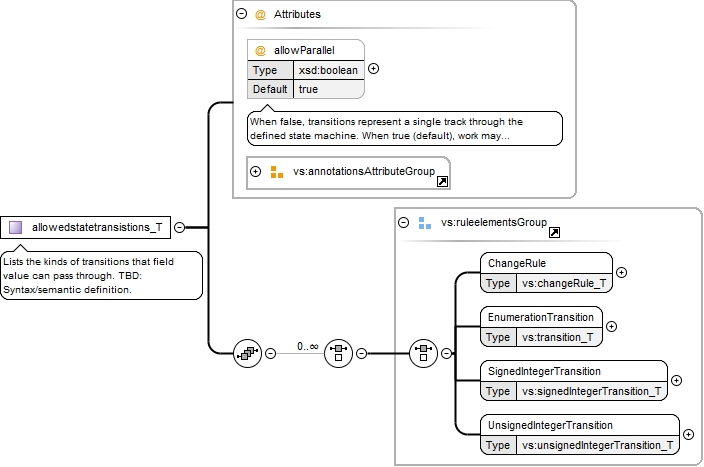 @ Attributes
@ allowParallel
Type xsd:boolean
Default true
When false, transitions represent a single track through the
defined state machine. When true (default), work may...
vs:annotationsAttributeGroup
allowedstatetransistions_T
Lists the kinds of transitions that field
value can pass through. TBD:
Syntax/semantic definition.
0..∞
vs:ruleelementsGroup
ChangeRule
Type vs:changeRule_T
EnumerationTransition
Type vs:transition_T
SignedIntegerTransition
Type vs:signedIntegerTransition_T
UnsignedIntegerTransition
Type vs:unsignedIntegerTransition_T